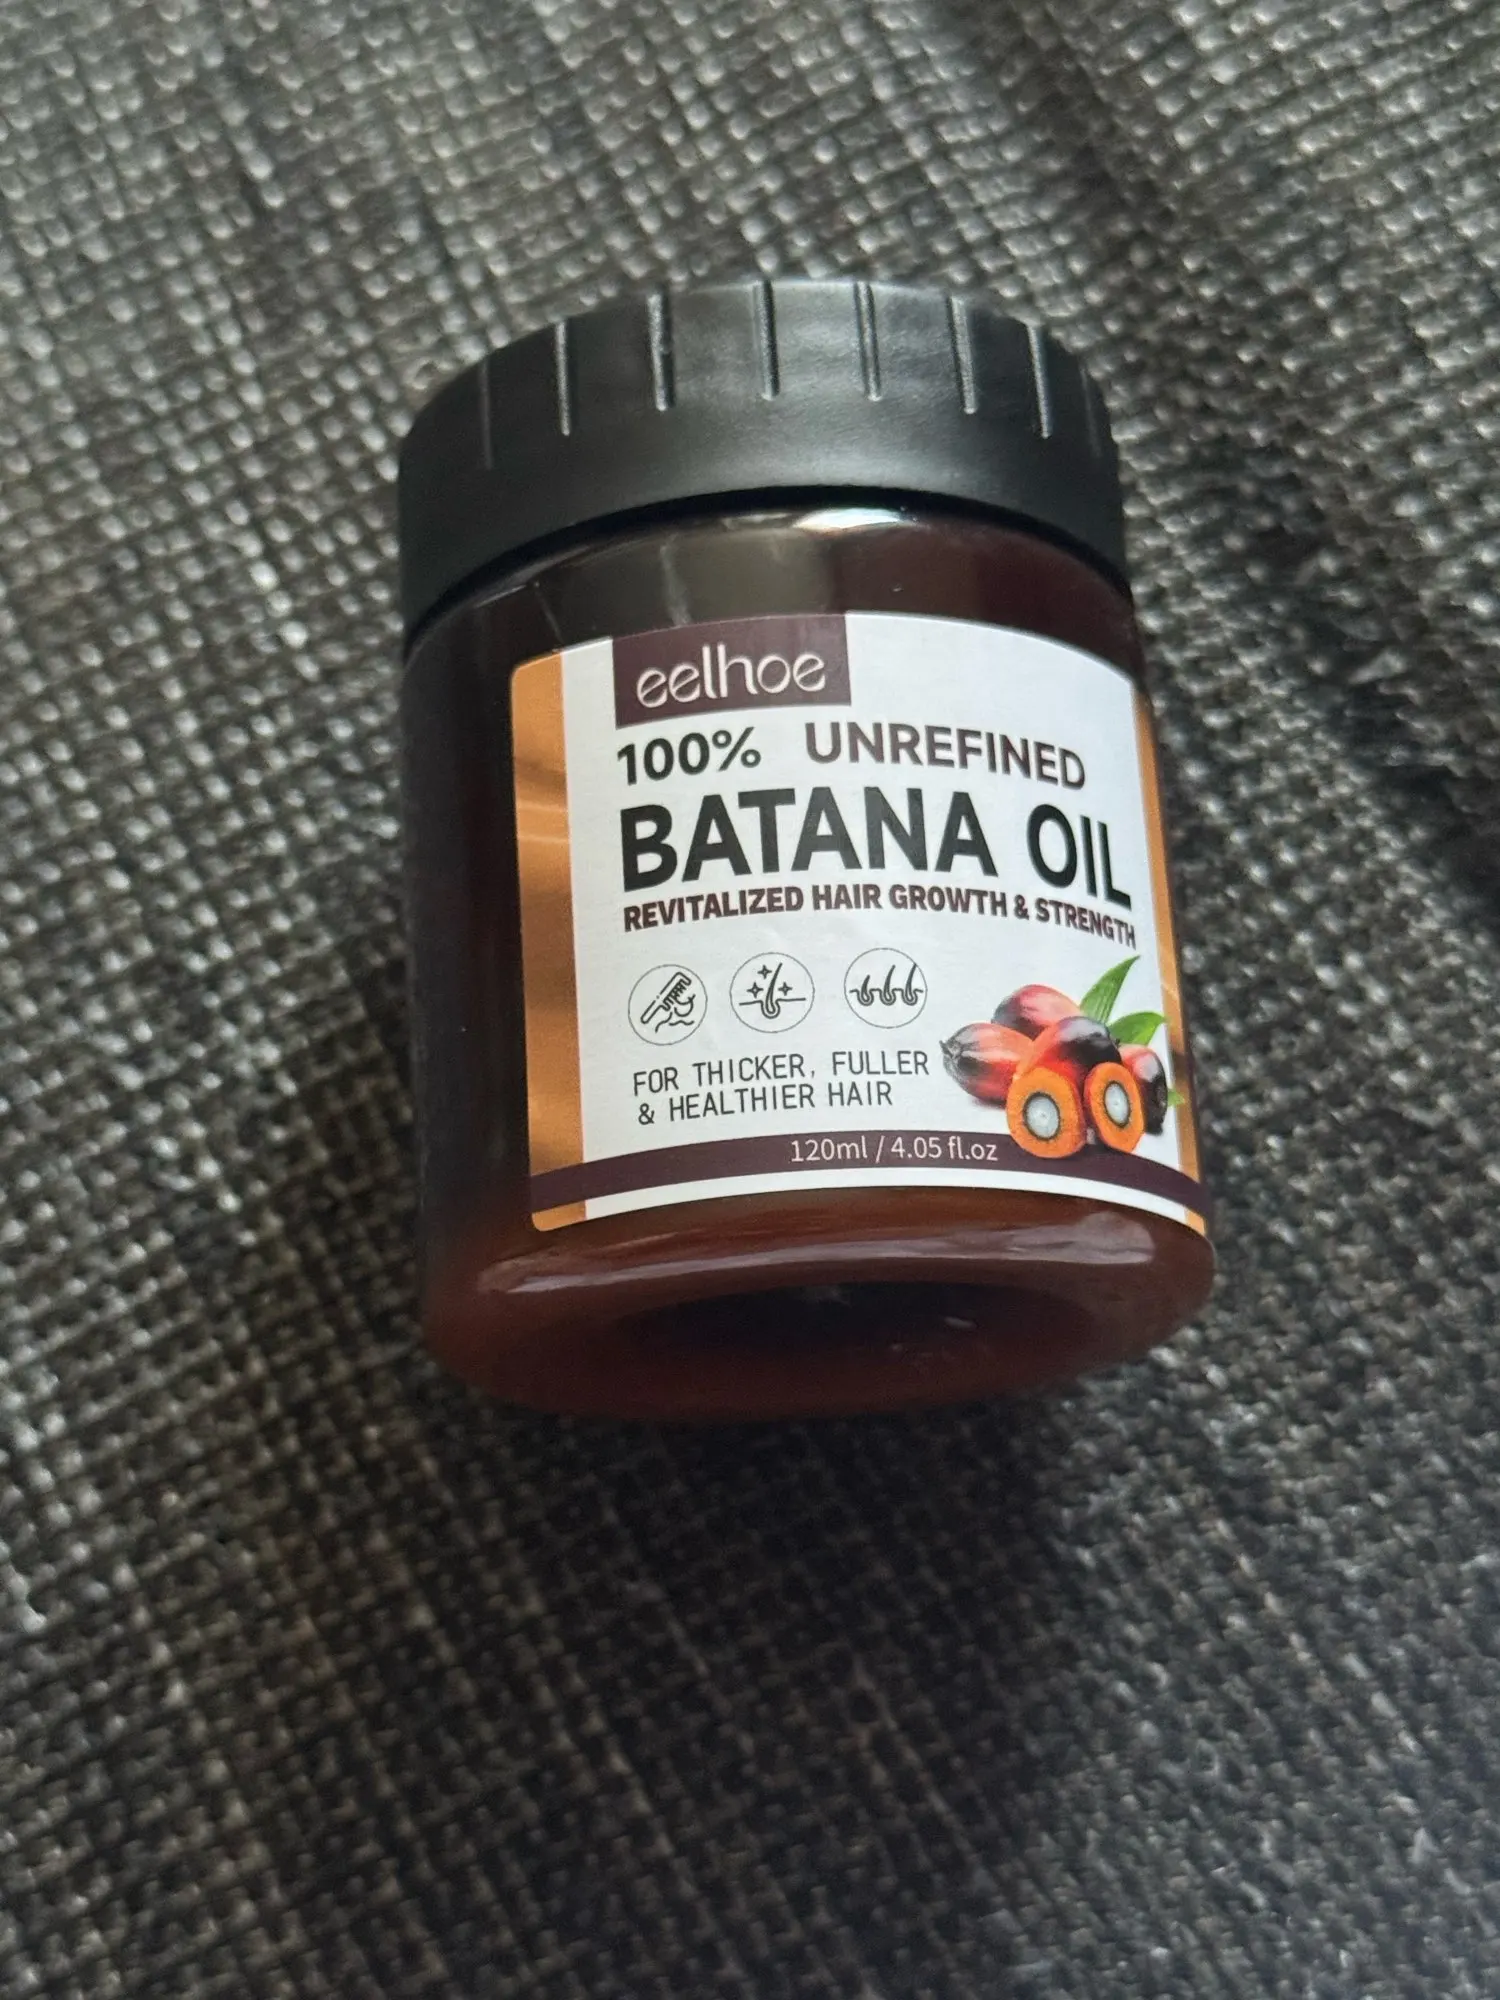 eelhoe
100% UNREFINED
BATANA OIL
REVITALIZED HAIR GROWTH & STRENGTH
FOR THICKER, FULLER
& HEALTHIER HAIR
120ml / 4.05 fl.oz